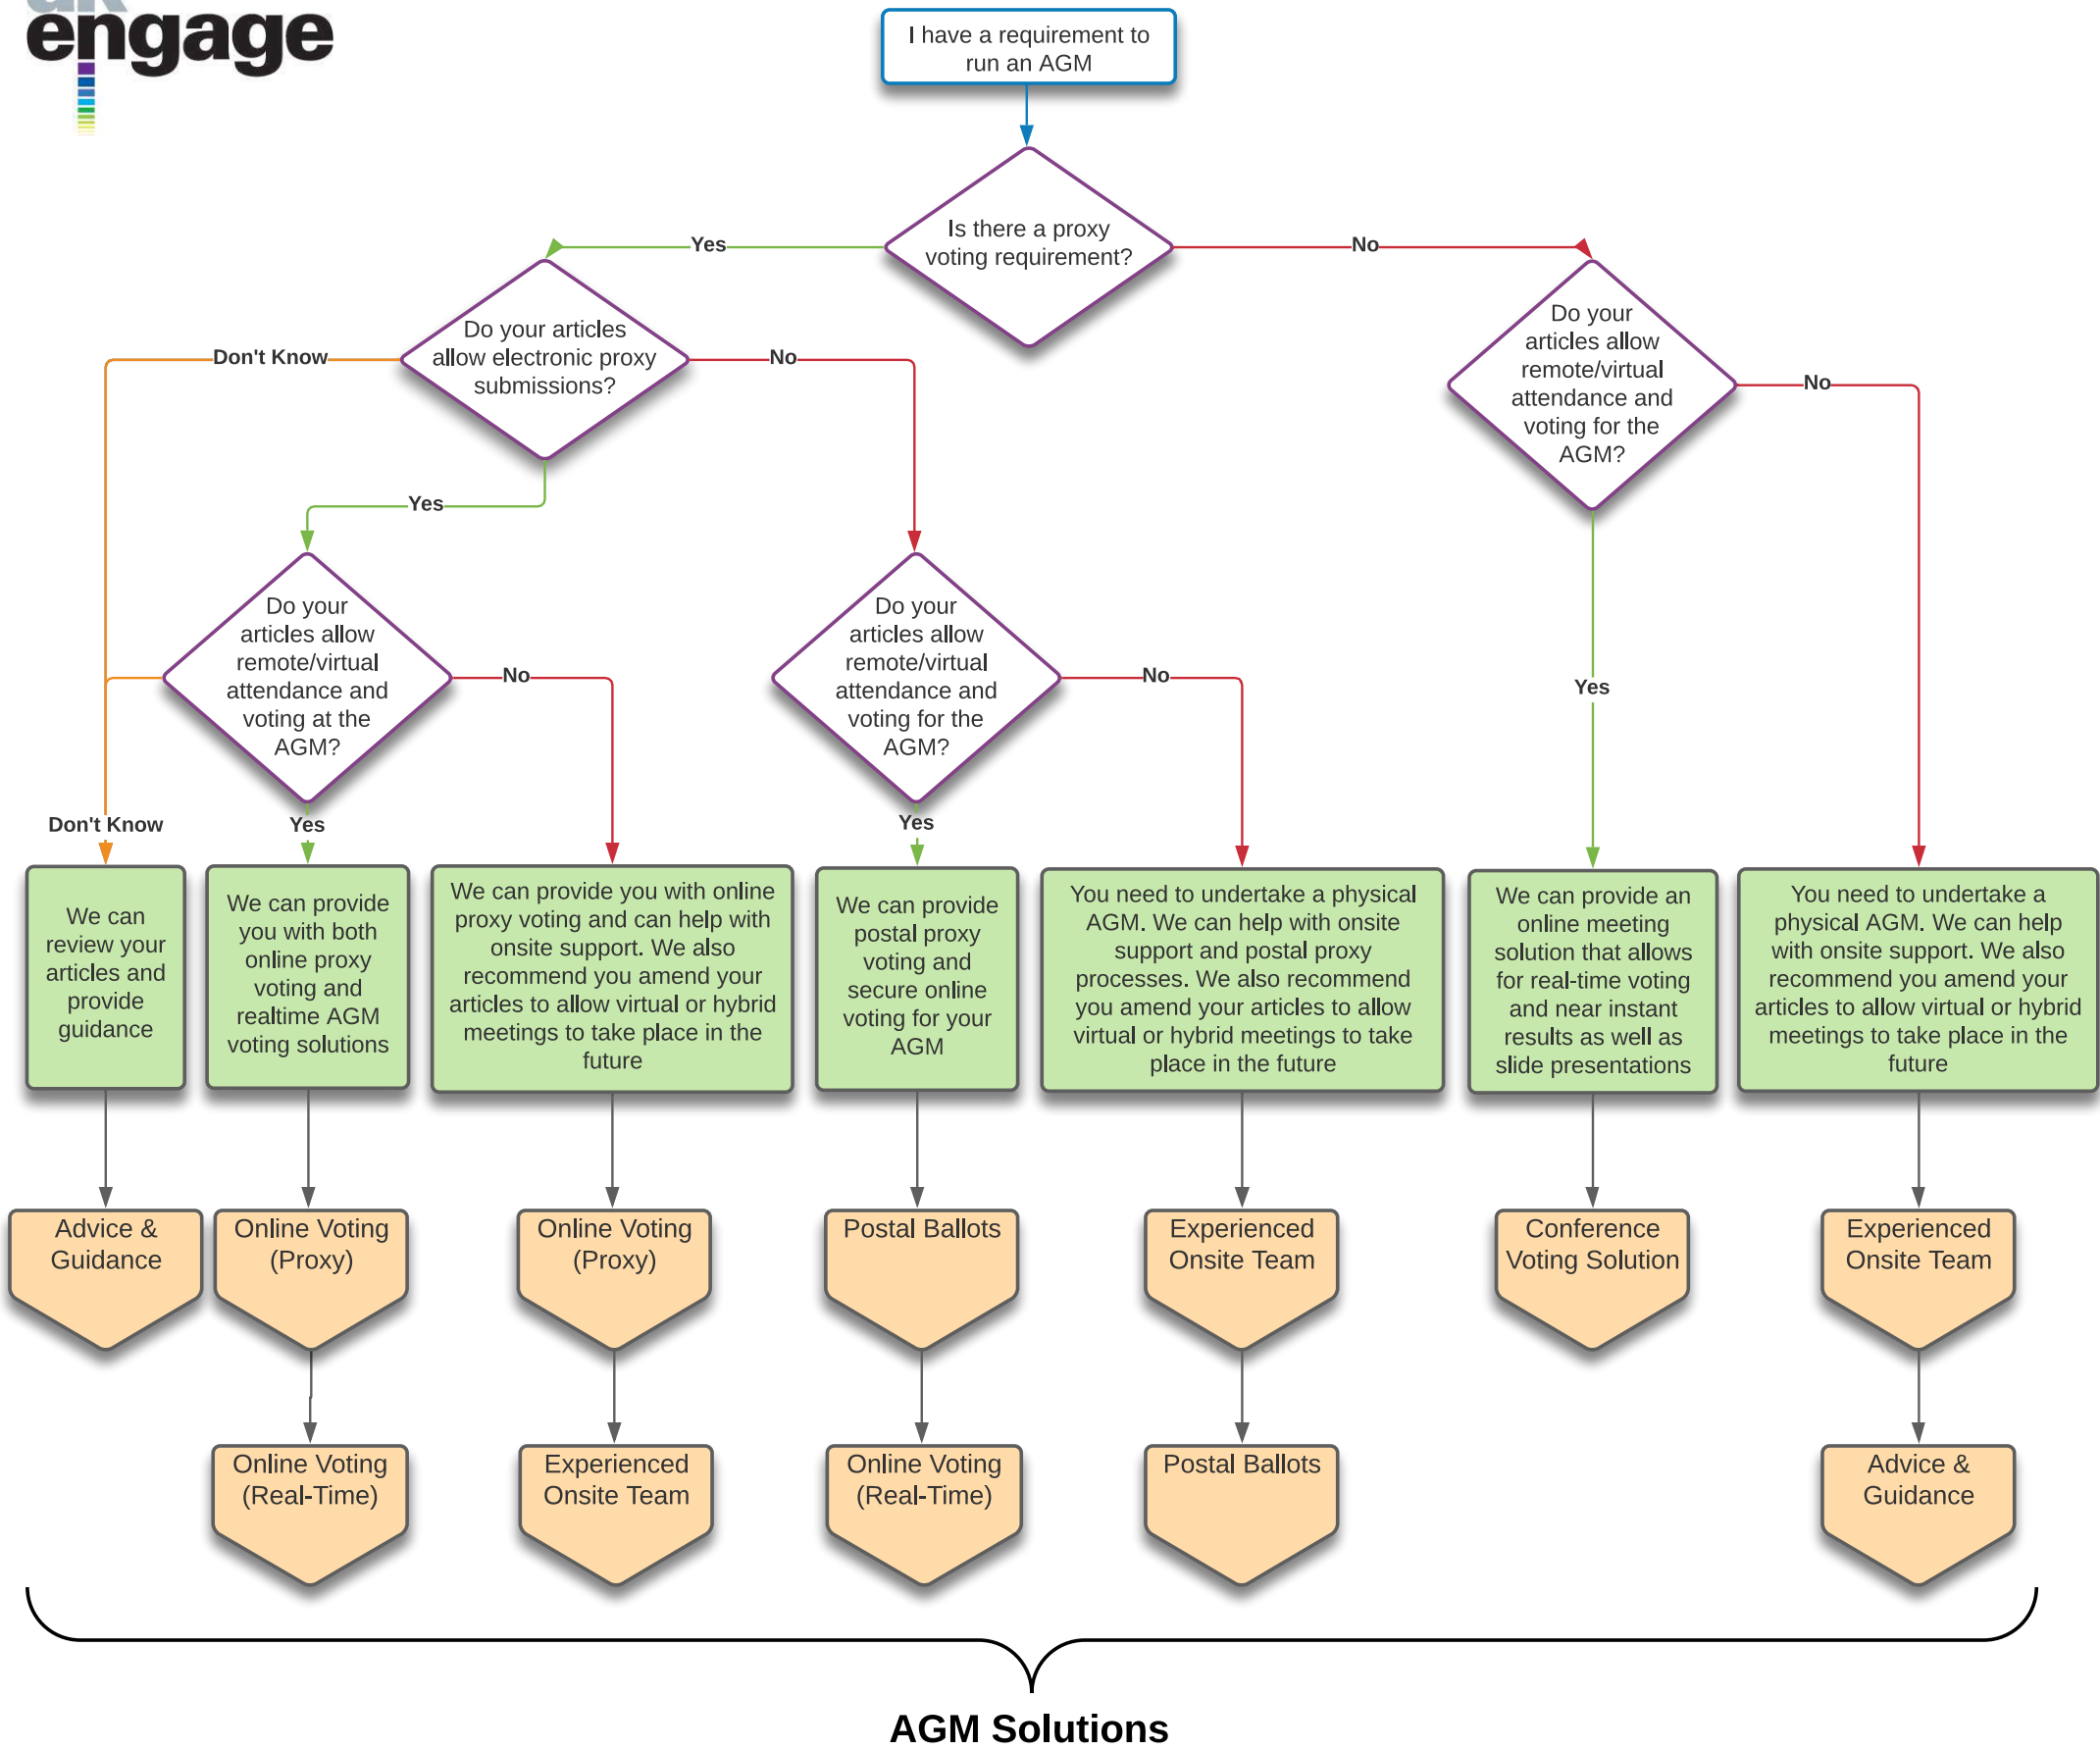 engage
I have a requirement to
run an AGM
Is there a proxy
voting requirement?
Yes
No
Do your articles
allow electronic proxy
submissions?
Don't Know
No
Yes
Do your
articles allow
remote/virtual
attendance and
voting for the
AGM?
No
Yes
Do your
articles allow
remote/virtual
attendance and
voting at the
AGM?
No
Don't Know
Yes
Do your
articles allow
remote/virtual
attendance and
voting for the
AGM?
No
Yes
We can
review your
articles and
provide
guidance
We can provide
you with both
online proxy
voting and
realtime AGM
voting solutions
We can provide you with online
proxy voting and can help with
onsite support. We also
recommend you amend your
articles to allow virtual or hybrid
meetings to take place in the
future
We can provide
postal proxy
voting and
secure online
voting for your
AGM
You need to undertake a physical
AGM. We can help with onsite
support and postal proxy
processes. We also recommend
you amend your articles to allow
virtual or hybrid meetings to take
place in the future
We can provide an
online meeting
solution that allows
for real-time voting
and near instant
results as well as
slide presentations
You need to undertake a
physical AGM. We can help
with onsite support. We also
recommend you amend your
articles to allow virtual or hybrid
meetings to take place in the
future
Advice &
Guidance
Online Voting
(Proxy)
Online Voting
(Proxy)
Postal Ballots
Experienced
Onsite Team
Conference
Voting Solution
Experienced
Onsite Team
Online Voting
(Real-Time)
Experienced
Onsite Team
Online Voting
(Real-Time)
Postal Ballots
Advice &
Guidance
AGM Solutions